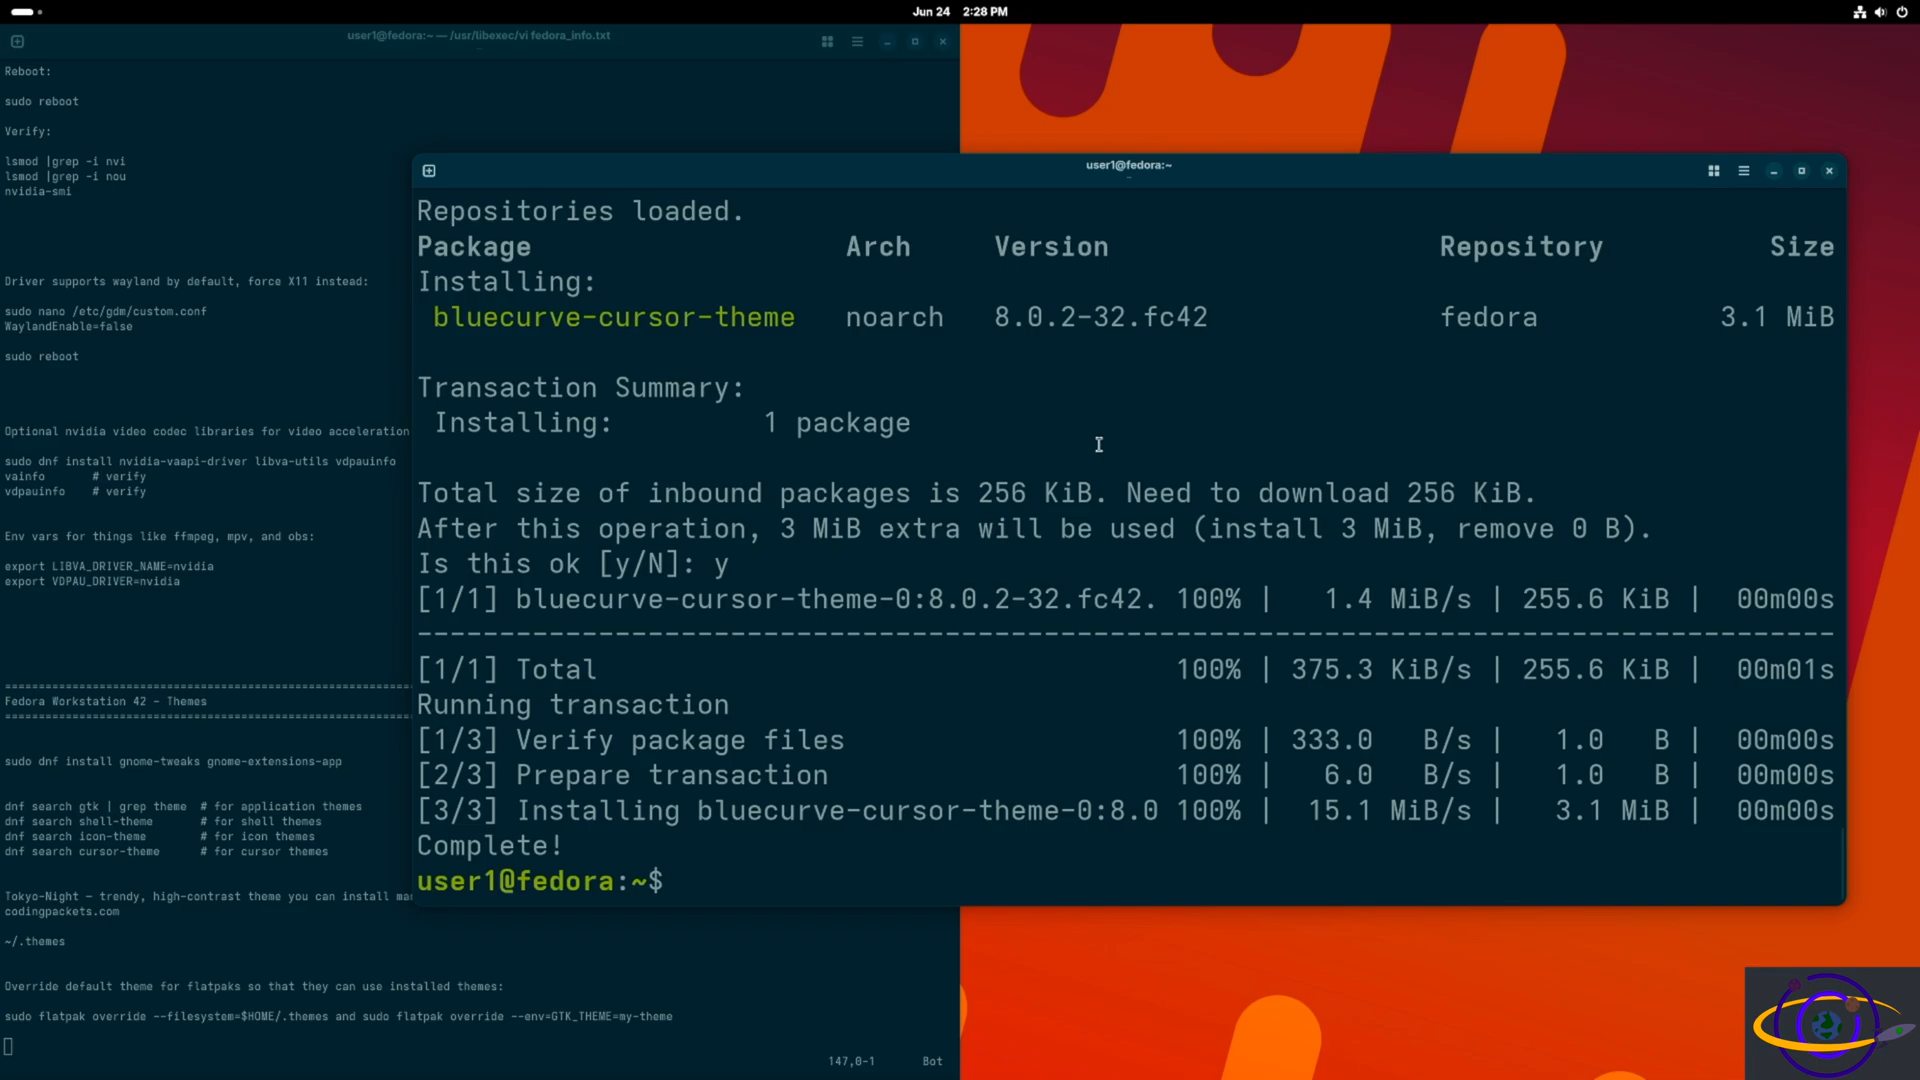 Jun 24 2:28 PM
user1@fedora:~ — /usr/libexec/vi fedora_info.txt
Reboot:
sudo reboot
Verify:
lsmod |grep -i nvi
lsmod |grep -i nou
nvidia-smi
Driver supports wayland by default, force X11 instead:
sudo nano /etc/gdm/custom.conf
WaylandEnable=false
sudo reboot
Optional nvidia video codec libraries for video acceleration
sudo dnf install nvidia-vaapi-driver libva-utils vdpauinfo
vainfo # verify
vdpauinfo # verify
Env vars for things like ffmpeg, mpv, and obs:
export LIBVA_DRIVER_NAME=nvidia
export VDPAU_DRIVER=nvidia
=================================================
Fedora Workstation 42 - Themes
=================================================
sudo dnf install gnome-tweaks gnome-extensions-app
dnf search gtk | grep theme # for application themes
dnf search shell-theme # for shell themes
dnf search icon-theme # for icon themes
dnf search cursor-theme # for cursor themes
Tokyo-Night – trendy, high-contrast theme you can install
codingpackets.com
~/.themes
Override default theme for flatpaks so that they can use installed themes:
sudo flatpak override --filesystem=$HOME/.themes and sudo flatpak override --env=GTK_THEME=my-theme
147,0-1 Bot
user1@fedora:~
Repositories loaded.
Package Arch Version Repository Size
Installing:
bluecurve-cursor-theme noarch 8.0.2-32.fc42 fedora 3.1 MiB
Transaction Summary:
Installing: 1 package
Total size of inbound packages is 256 KiB. Need to download 256 KiB.
After this operation, 3 MiB extra will be used (install 3 MiB, remove 0 B).
Is this ok [y/N]: y
[1/1] bluecurve-cursor-theme-0:8.0.2-32.fc42. 100% | 1.4 MiB/s | 255.6 KiB | 00m00s
--------------------------------------------------------------------------------------
[1/1] Total 100% | 375.3 KiB/s | 255.6 KiB | 00m01s
Running transaction
[1/3] Verify package files 100% | 333.0 B/s | 1.0 B | 00m00s
[2/3] Prepare transaction 100% | 6.0 B/s | 1.0 B | 00m00s
[3/3] Installing bluecurve-cursor-theme-0:8.0 100% | 15.1 MiB/s | 3.1 MiB | 00m00s
Complete!
user1@fedora:~$